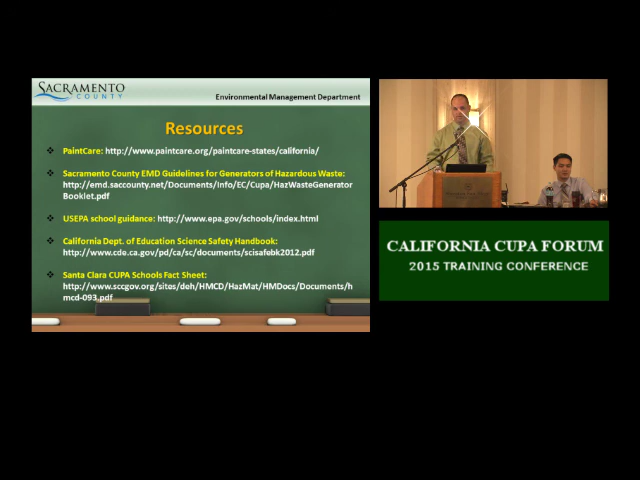 SACRAMENTO
COUNTY
Environmental Management Department
Resources
PaintCare: http://www.paintcare.org/paintcare-states/california/
Sacramento County EMD Guidelines for Generators of Hazardous Waste:
http://emd.saccounty.net/Documents/Info/EC/Cupa/HazWasteGenerator
Booklet.pdf
USEPA school guidance: http://www.epa.gov/schools/index.html
California Dept. of Education Science Safety Handbook:
http://www.cde.ca.gov/pd/ca/sc/documents/scisafebk2012.pdf
Santa Clara CUPA Schools Fact Sheet:
http://www.sccgov.org/sites/deh/HMCD/HazMat/HMDocs/Documents/h
mcd-093.pdf
CALIFORNIA CUPA FORUM
2015 TRAINING CONFERENCE